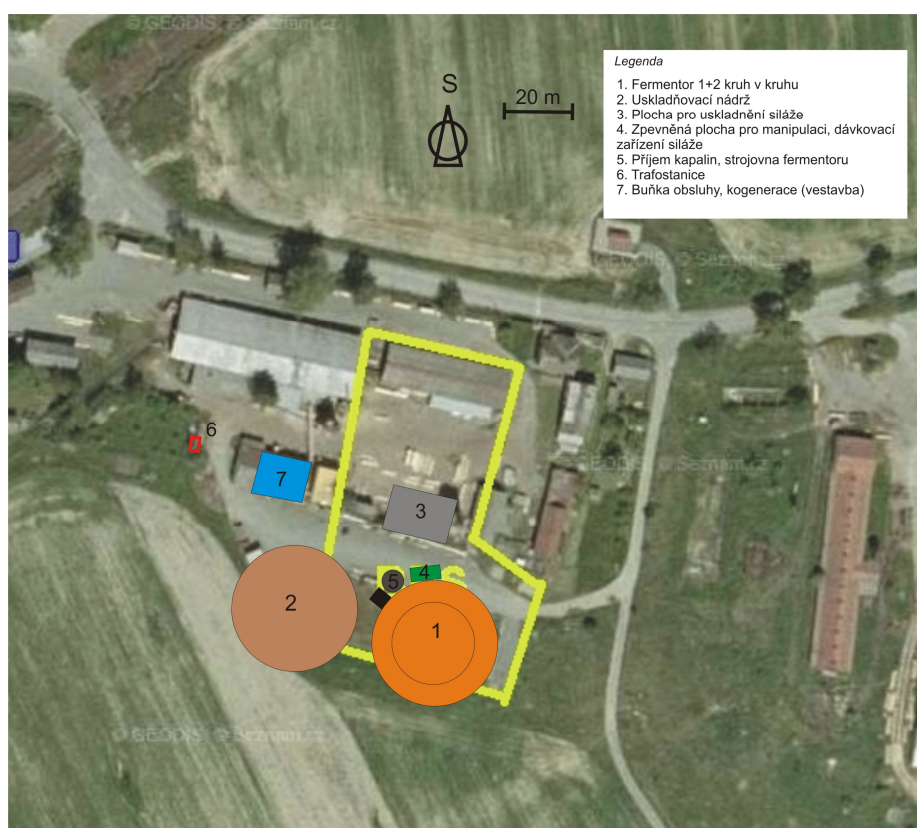 © GEODIS, © Seznam.cz
Legenda
1. Fermentor 1+2 kruh v kruhu
2. Uskladňovací nádrž
3. Plocha pro uskladnění siláže
4. Zpevněná plocha pro manipulaci, dávkovací
zařízení siláže
5. Příjem kapalin, strojovna fermentoru
6. Trafostanice
7. Buňka obsluhy, kogenerace (vestavba)
S
20 m
© Seznam.cz
6
7
3
© GEODIS, © Seznam.cz
5
4
2
1
© GEODIS, © Seznam.cz